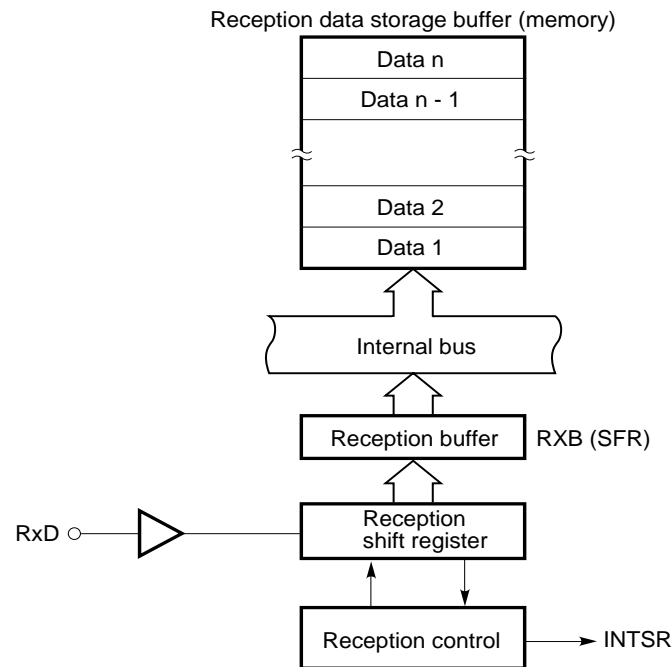 Reception data storage buffer (memory)
Data n
Data n - 1
Data 2
Data 1
Internal bus
Reception buffer
RXB (SFR)
RxD
Reception
shift register
Reception control
INTSR